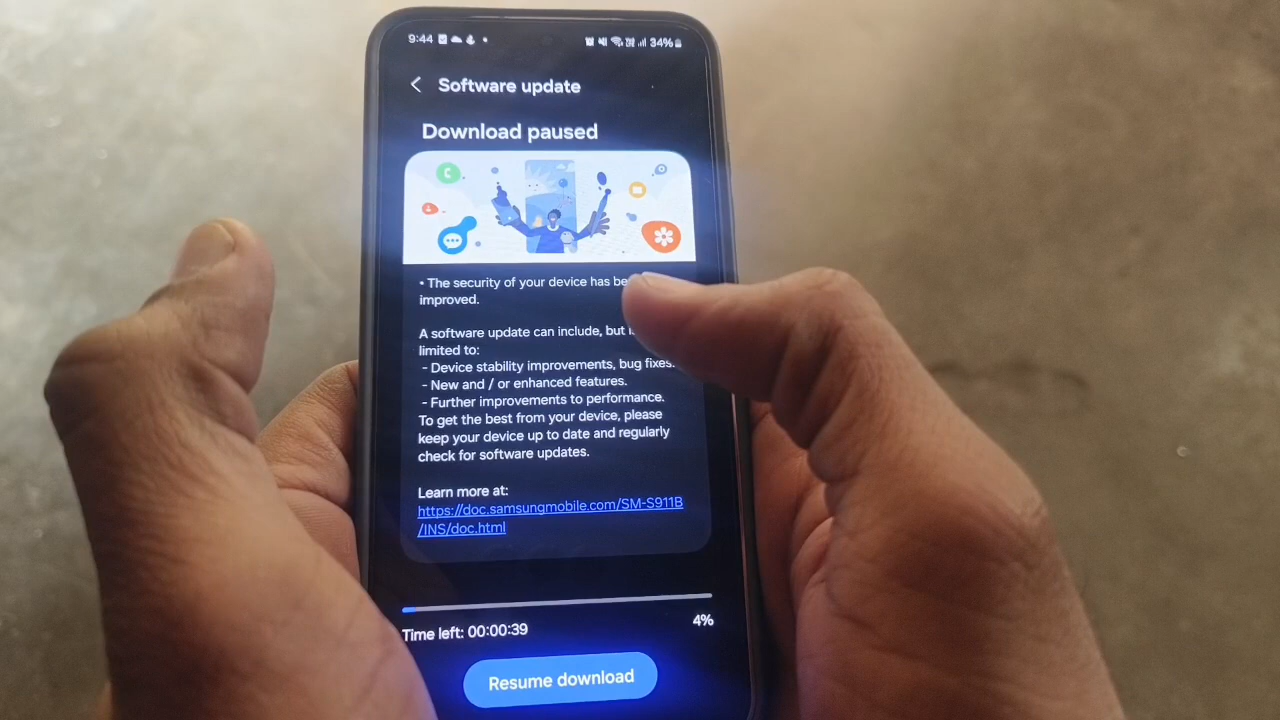 9:44
34%
Software update
Download paused
• The security of your device has
improved.
A software update can include, but
limited to:
- Device stability improvements, bug fixes.
- New and / or enhanced features.
- Further improvements to performance.
To get the best from your device, please
keep your device up to date and regularly
check for software updates.
Learn more at:
https://doc.samsungmobile.com/SM-S911B
/INS/doc.html
4%
Time left: 00:00:39
Resume download